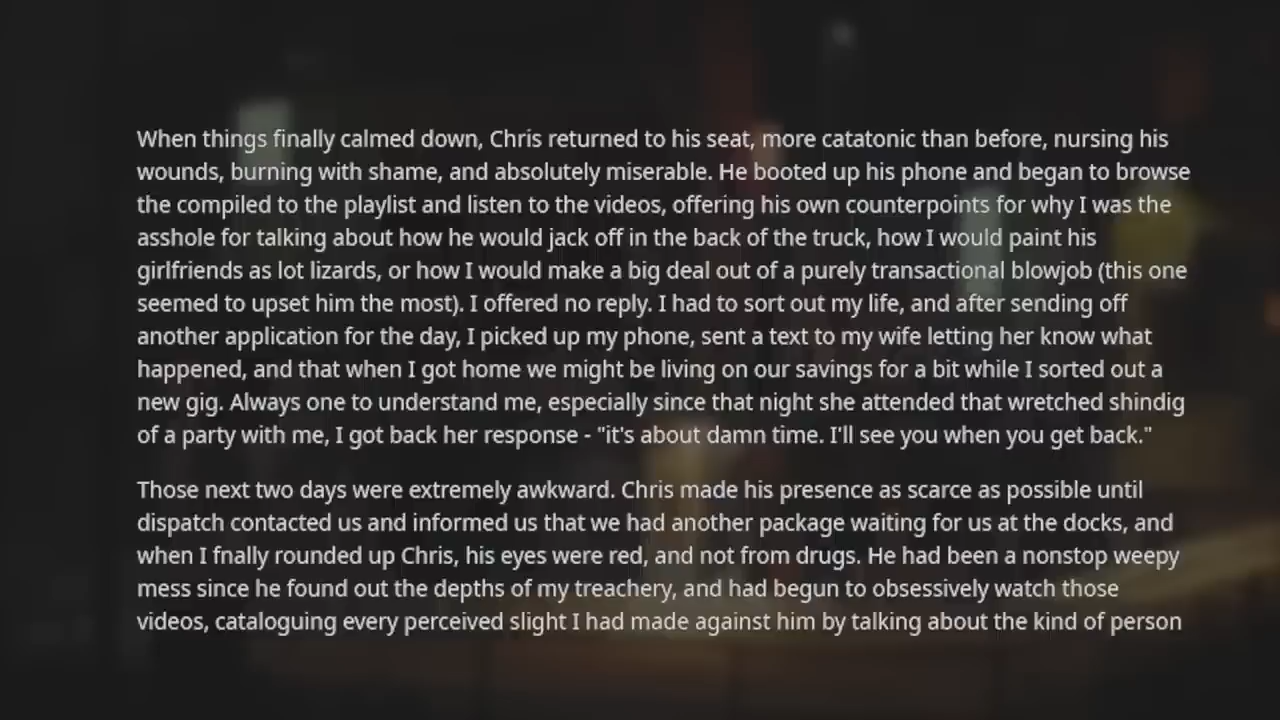 When things finally calmed down, Chris returned to his seat, more catatonic than before, nursing his
wounds, burning with shame, and absolutely miserable. He booted up his phone and began to browse
the compiled to the playlist and listen to the videos, offering his own counterpoints for why I was the
asshole for talking about how he would jack off in the back of the truck, how I would paint his
girlfriends as lot lizards, or how I would make a big deal out of a purely transactional blowjob (this one
seemed to upset him the most). I offered no reply. I had to sort out my life, and after sending off
another application for the day, I picked up my phone, sent a text to my wife letting her know what
happened, and that when I got home we might be living on our savings for a bit while I sorted out a
new gig. Always one to understand me, especially since that night she attended that wretched shindig
of a party with me, I got back her response - "it's about damn time. I'll see you when you get back."
Those next two days were extremely awkward. Chris made his presence as scarce as possible until
dispatch contacted us and informed us that we had another package waiting for us at the docks, and
when I fnally rounded up Chris, his eyes were red, and not from drugs. He had been a nonstop weepy
mess since he found out the depths of my treachery, and had begun to obsessively watch those
videos, cataloguing every perceived slight I had made against him by talking about the kind of person